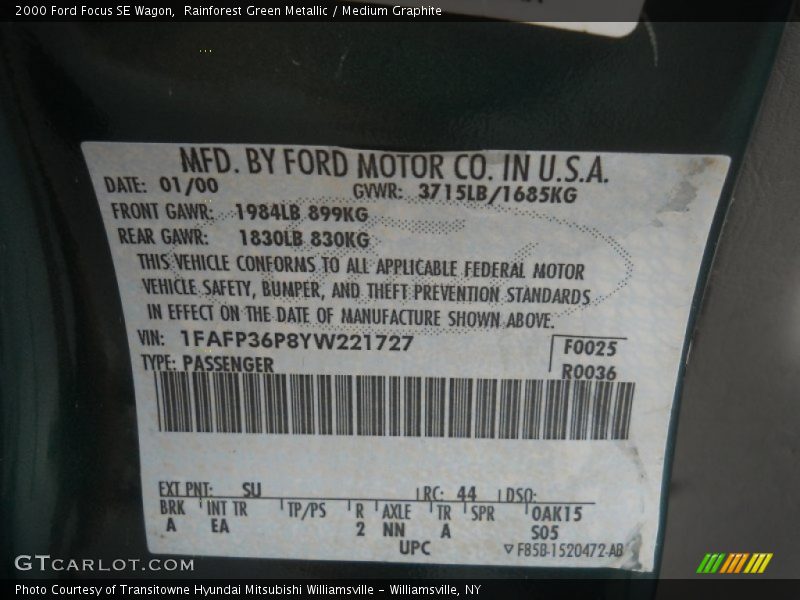 2000 Ford Focus SE Wagon,  Rainforest Green Metallic / Medium Graphite
MFD. BY FORD MOTOR CO. IN U.S.A.
DATE: 01/00 GVWR: 3715LB/1685KG
FRONT GAWR: 1984LB 899KG
REAR GAWR: 1830LB 830KG
THIS VEHICLE CONFORMS TO ALL APPLICABLE FEDERAL MOTOR
VEHICLE SAFETY, BUMPER, AND THEFT PREVENTION STANDARDS
IN EFFECT ON THE DATE OF MANUFACTURE SHOWN ABOVE.
VIN: 1FAFP36P8YW221727 F0025
TYPE: PASSENGER R0036
EXT PNT: SU RC: 44 DSO:
BRK INT TR TP/PS R AXLE TR SPR OAK15
A EA 2 NN A S05
UPC F85B-1520472-AB
GTCARLOT.COM
Photo Courtesy of Transitowne Hyundai Mitsubishi Williamsville - Williamsville, NY